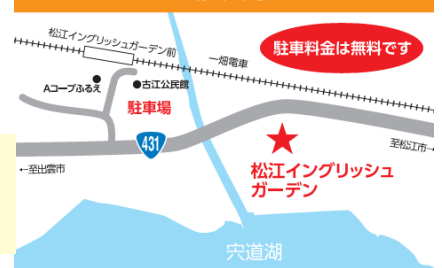 松江イングリッシュガーデン前
一畑電車
駐車料金は無料です
Aコープふるえ
古江公民館
駐車場
431
至松江市→
←至出雲市
松江イングリッシュ
ガーデン
宍道湖